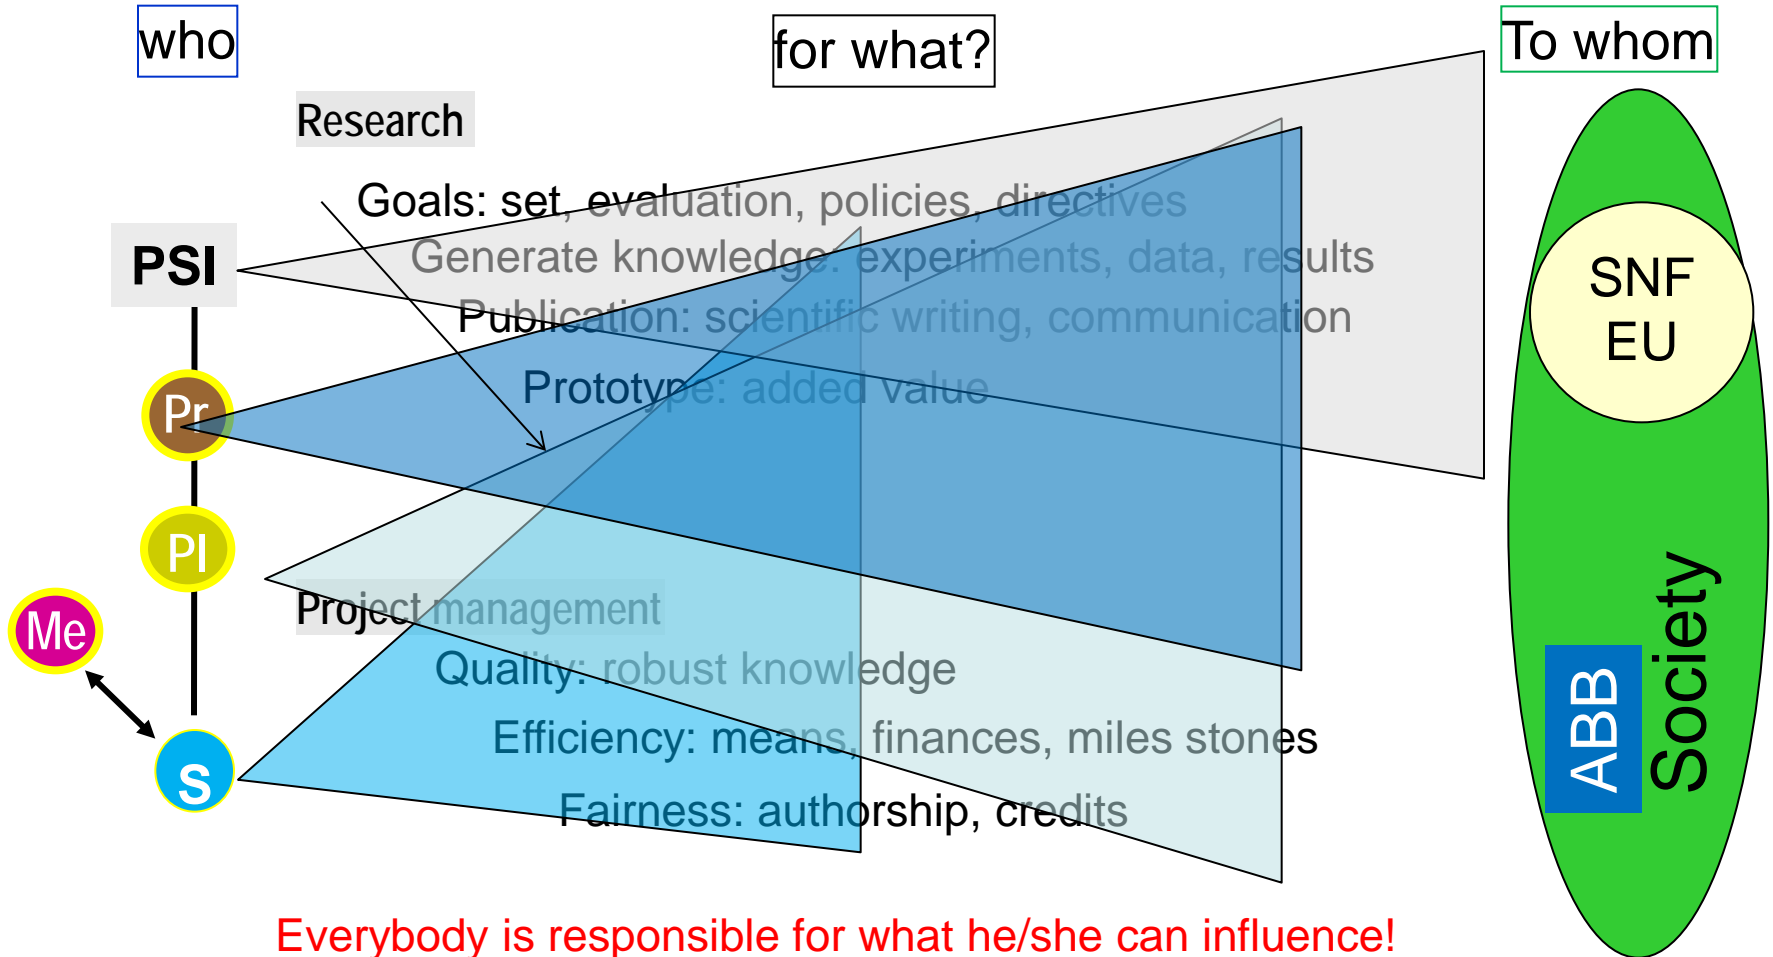 who
for what?
To whom
Research
Goals: set, evaluation, policies, directives
PSI
Generate knowledge: experiments, data, results
SNF
EU
Publication: scientific writing, communication
Pr
Prototype: added value
Pl
Me
Project management
Quality: robust knowledge
ABB
Society
S
Efficiency: means, finances, miles stones
Fairness: authorship, credits
Everybody is responsible for what he/she can influence!